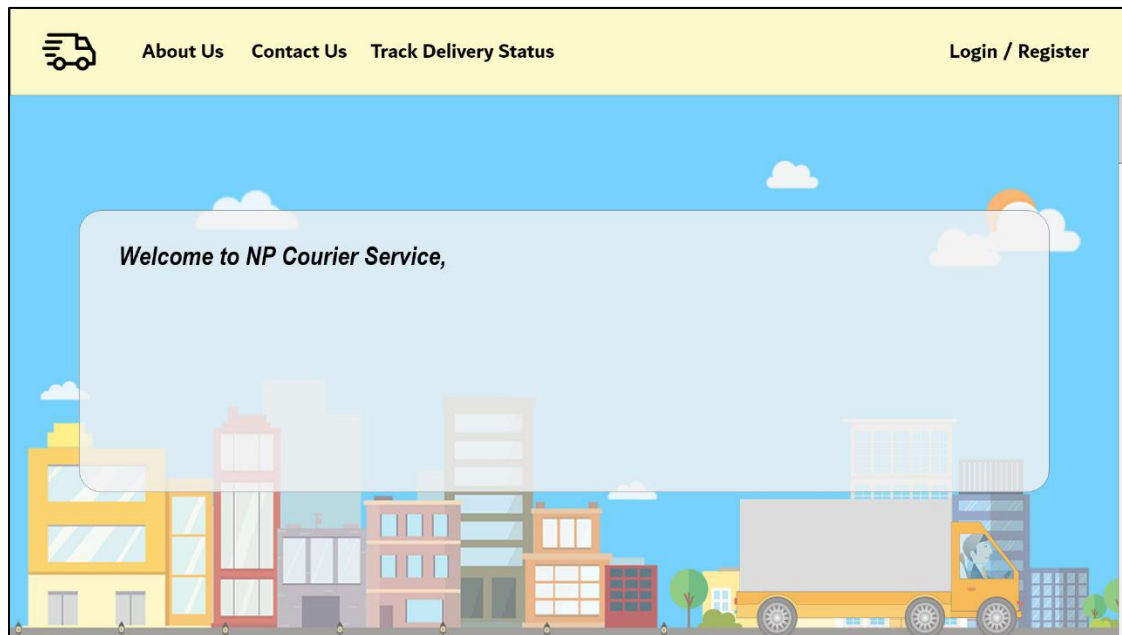 About Us Contact Us Track Delivery Status Login / Register
Welcome to NP Courier Service,